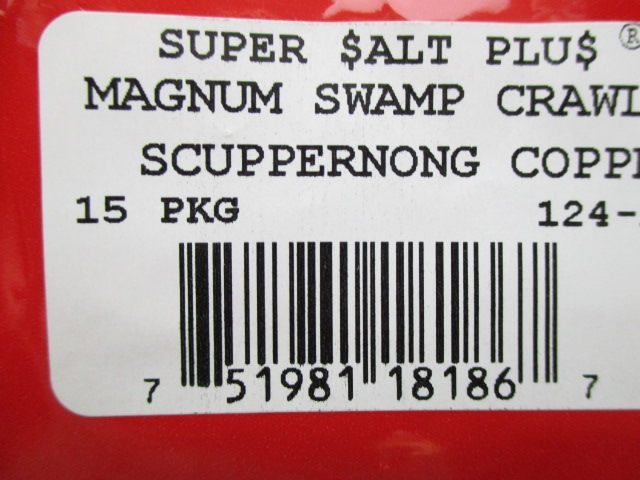 SUPER $ALT PLU$ ®
MAGNUM SWAMP CRAWL
SCUPPERNONG COPP
15 PKG 124-
7 51981 18186 7